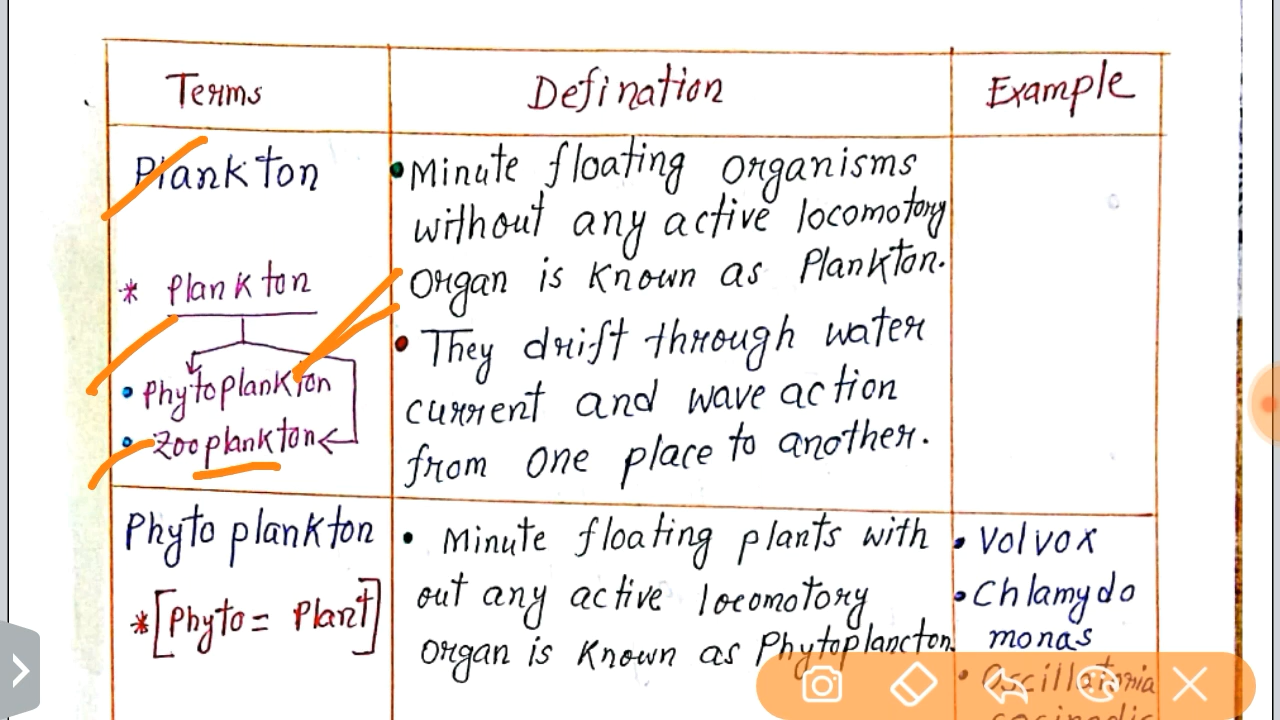 Terms
Defination
Example
Plankton
* Plankton
• Phytoplankton
• Zooplankton
• Minute floating organisms
without any active locomotory
organ is known as Plankton.
• They drift through water
current and wave action
from one place to another.
Phyto plankton
*[Phyto = Plant]
• Minute floating plants with
out any active locomotory
organ is known as Phytoplancton.
• Volvox
• Chlamydo
monas
• Oscillatoria